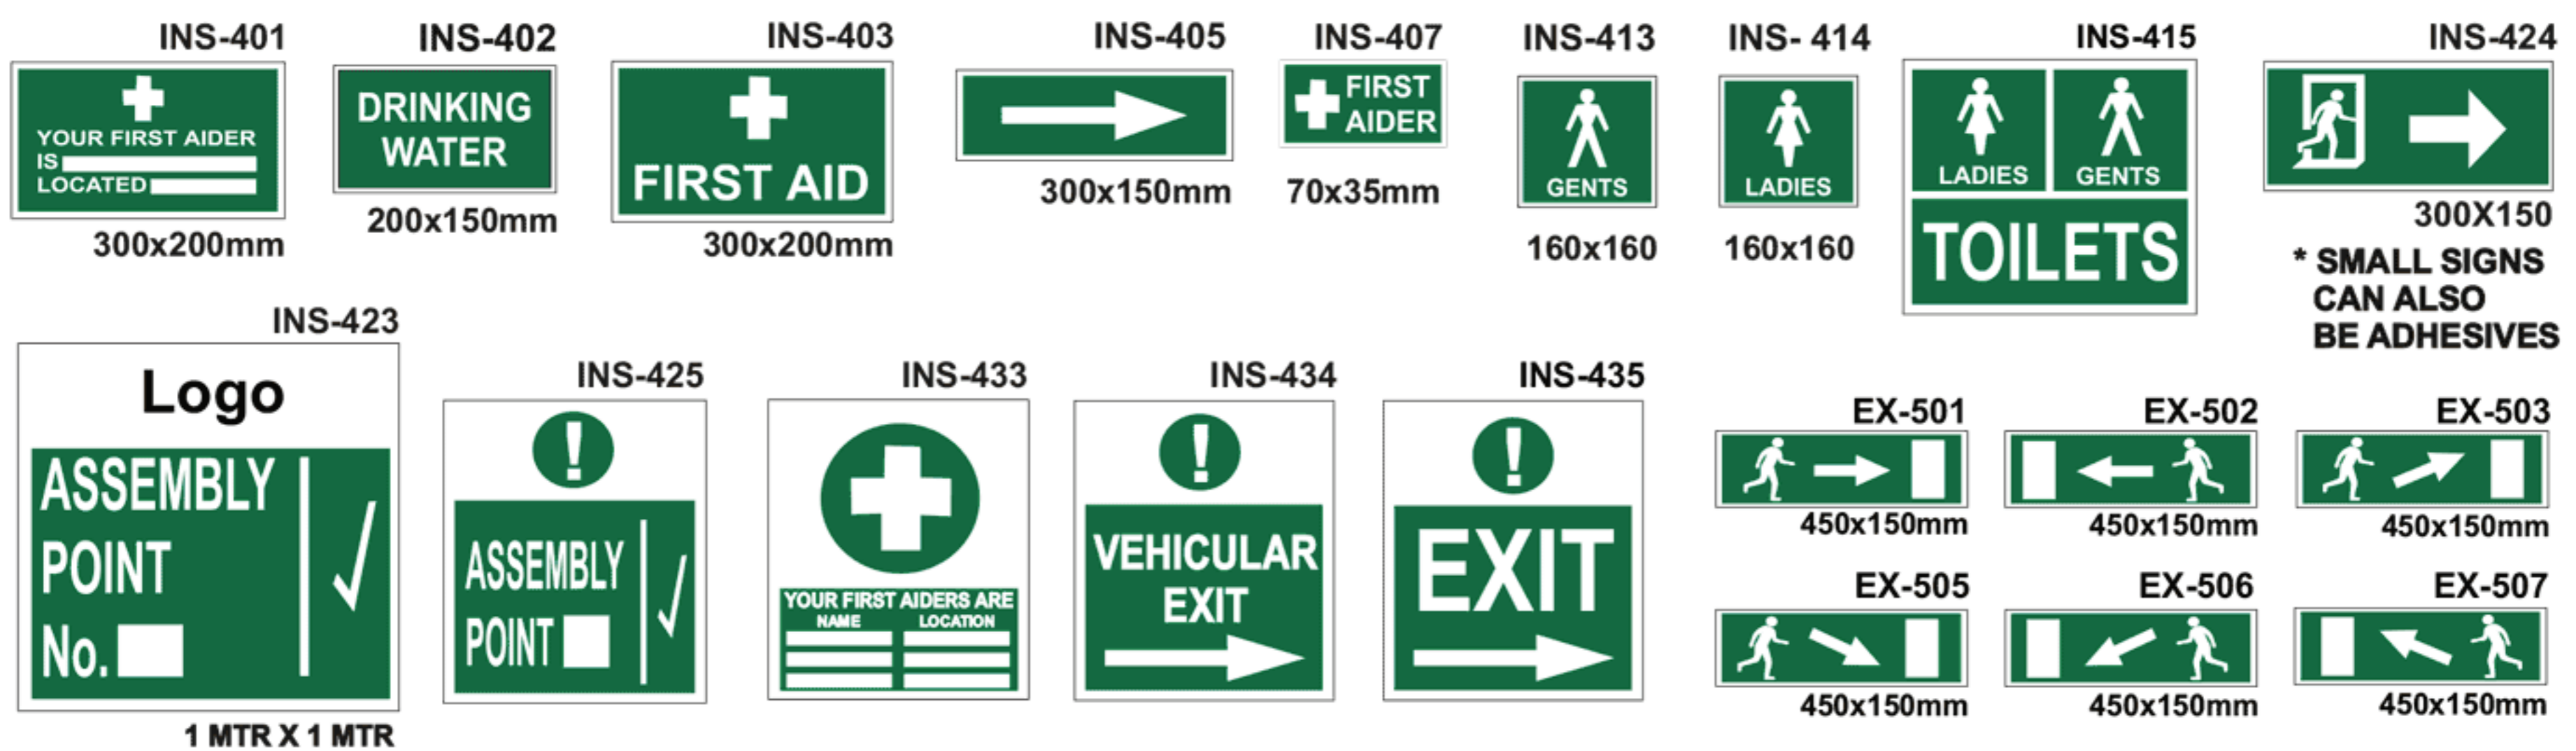 INS-401
YOUR FIRST AIDER
IS
LOCATED
300x200mm
INS-402
DRINKING
WATER
200x150mm
INS-403
FIRST AID
300x200mm
INS-405
300x150mm
INS-407
FIRST
AIDER
70x35mm
INS-413
GENTS
160x160
INS- 414
LADIES
160x160
INS-415
LADIES
GENTS
TOILETS
INS-424
300X150
* SMALL SIGNS
CAN ALSO
BE ADHESIVES
INS-423
Logo
ASSEMBLY
POINT
No.
1 MTR X 1 MTR
INS-425
!
ASSEMBLY
POINT
INS-433
YOUR FIRST AIDERS ARE
NAME LOCATION
INS-434
!
VEHICULAR
EXIT
INS-435
!
EXIT
EX-501
450x150mm
EX-502
450x150mm
EX-503
450x150mm
EX-505
450x150mm
EX-506
450x150mm
EX-507
450x150mm